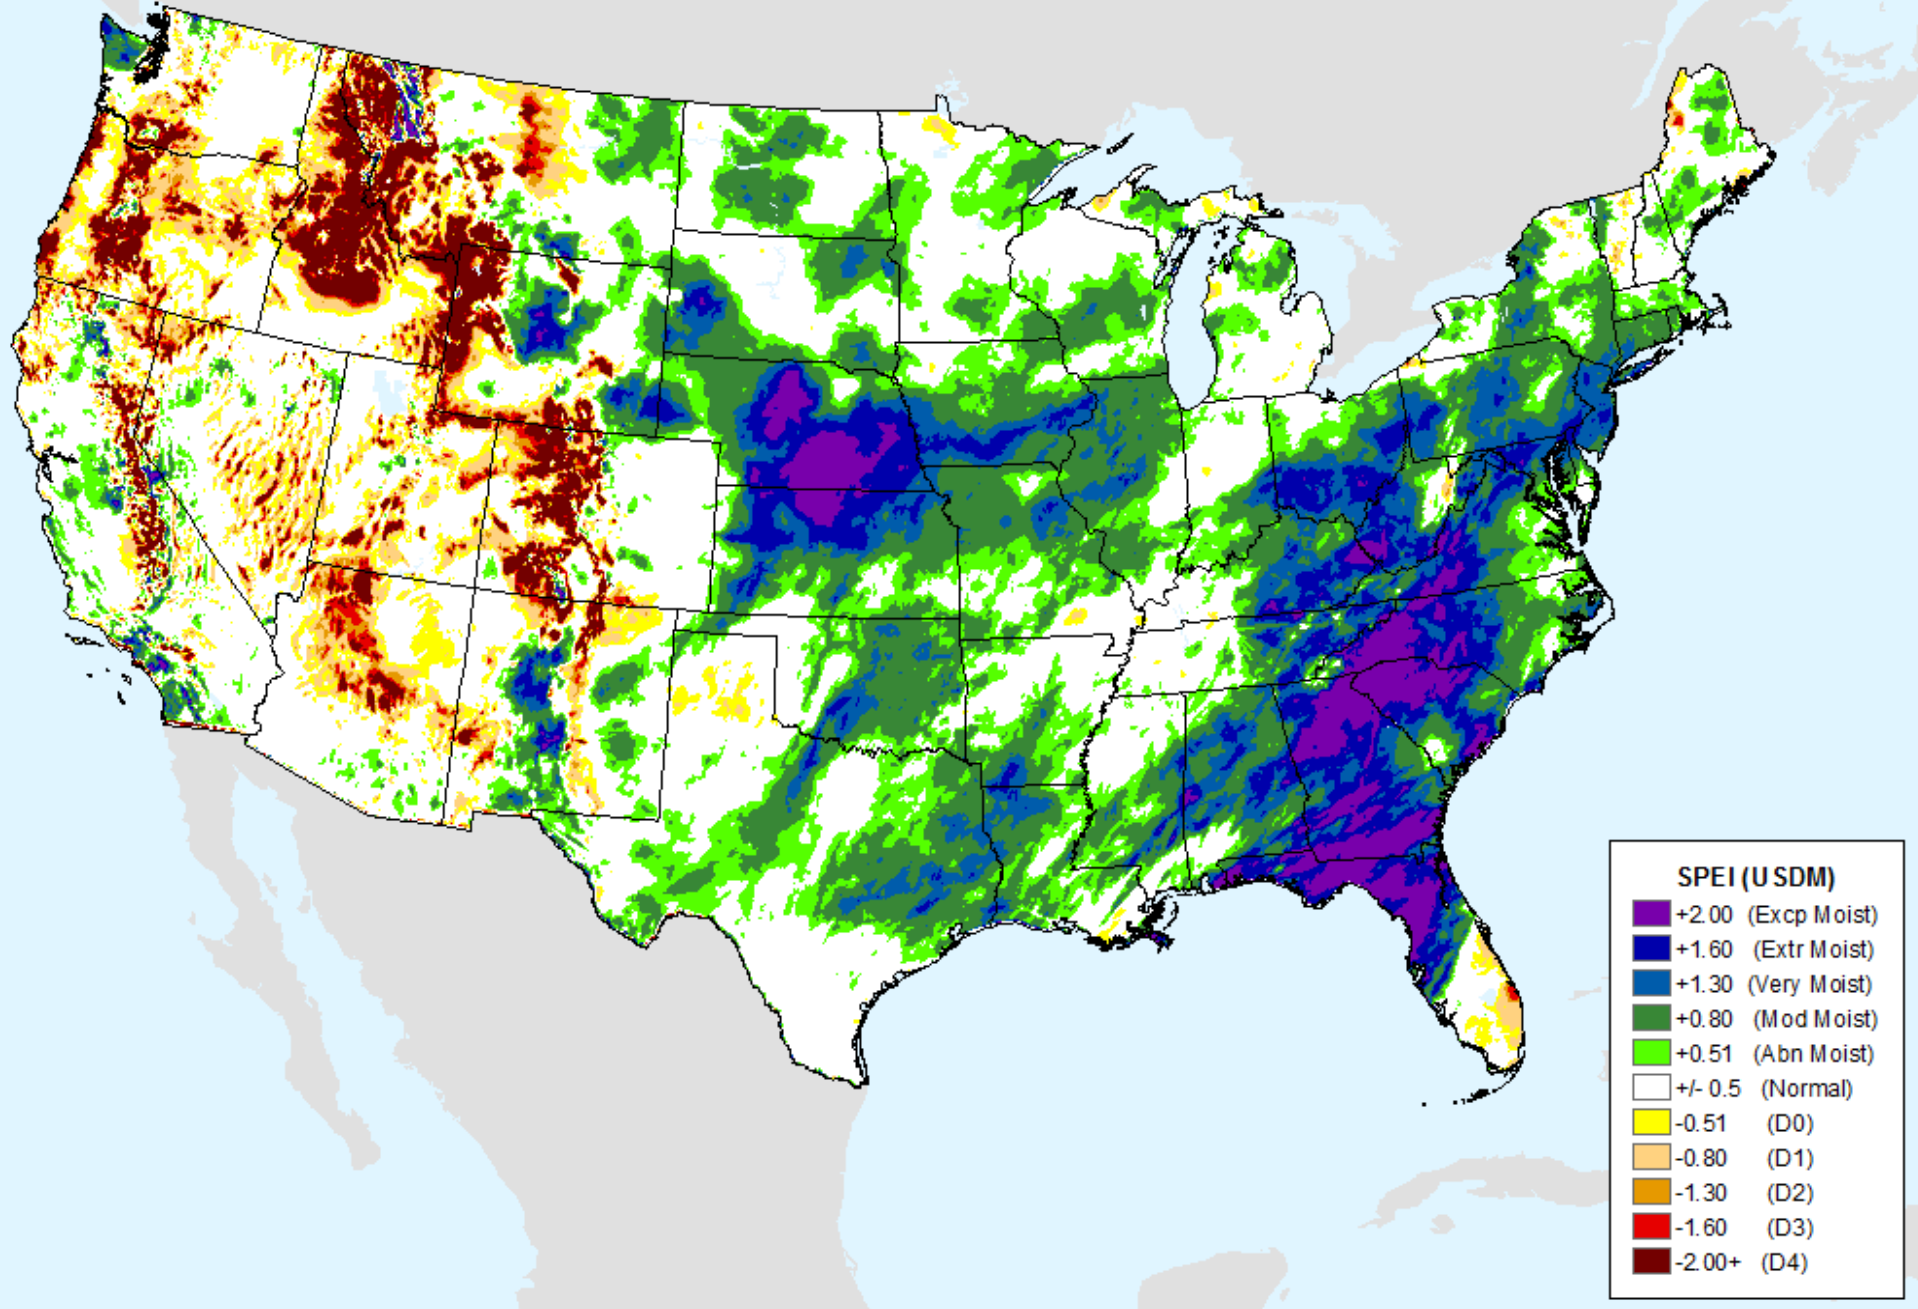 SPEI (USDM)
+2.00 (Excp Moist)
+1.60 (Extr Moist)
+1.30 (Very Moist)
+0.80 (Mod Moist)
+0.51 (Abn Moist)
+/- 0.5 (Normal)
-0.51 (D0)
-0.80 (D1)
-1.30 (D2)
-1.60 (D3)
-2.00+ (D4)